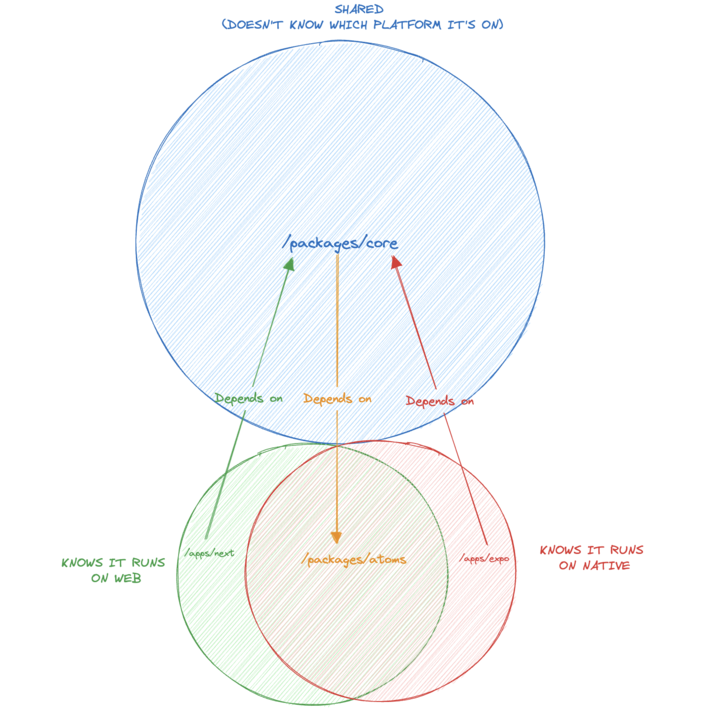 SHARED
(DOESN'T KNOW WHICH PLATFORM IT'S ON)
/packages/core
Depends on
Depends on
Depends on
/apps/next
/packages/atoms
/apps/expo
KNOWS IT RUNS
ON WEB
KNOWS IT RUNS
ON NATIVE